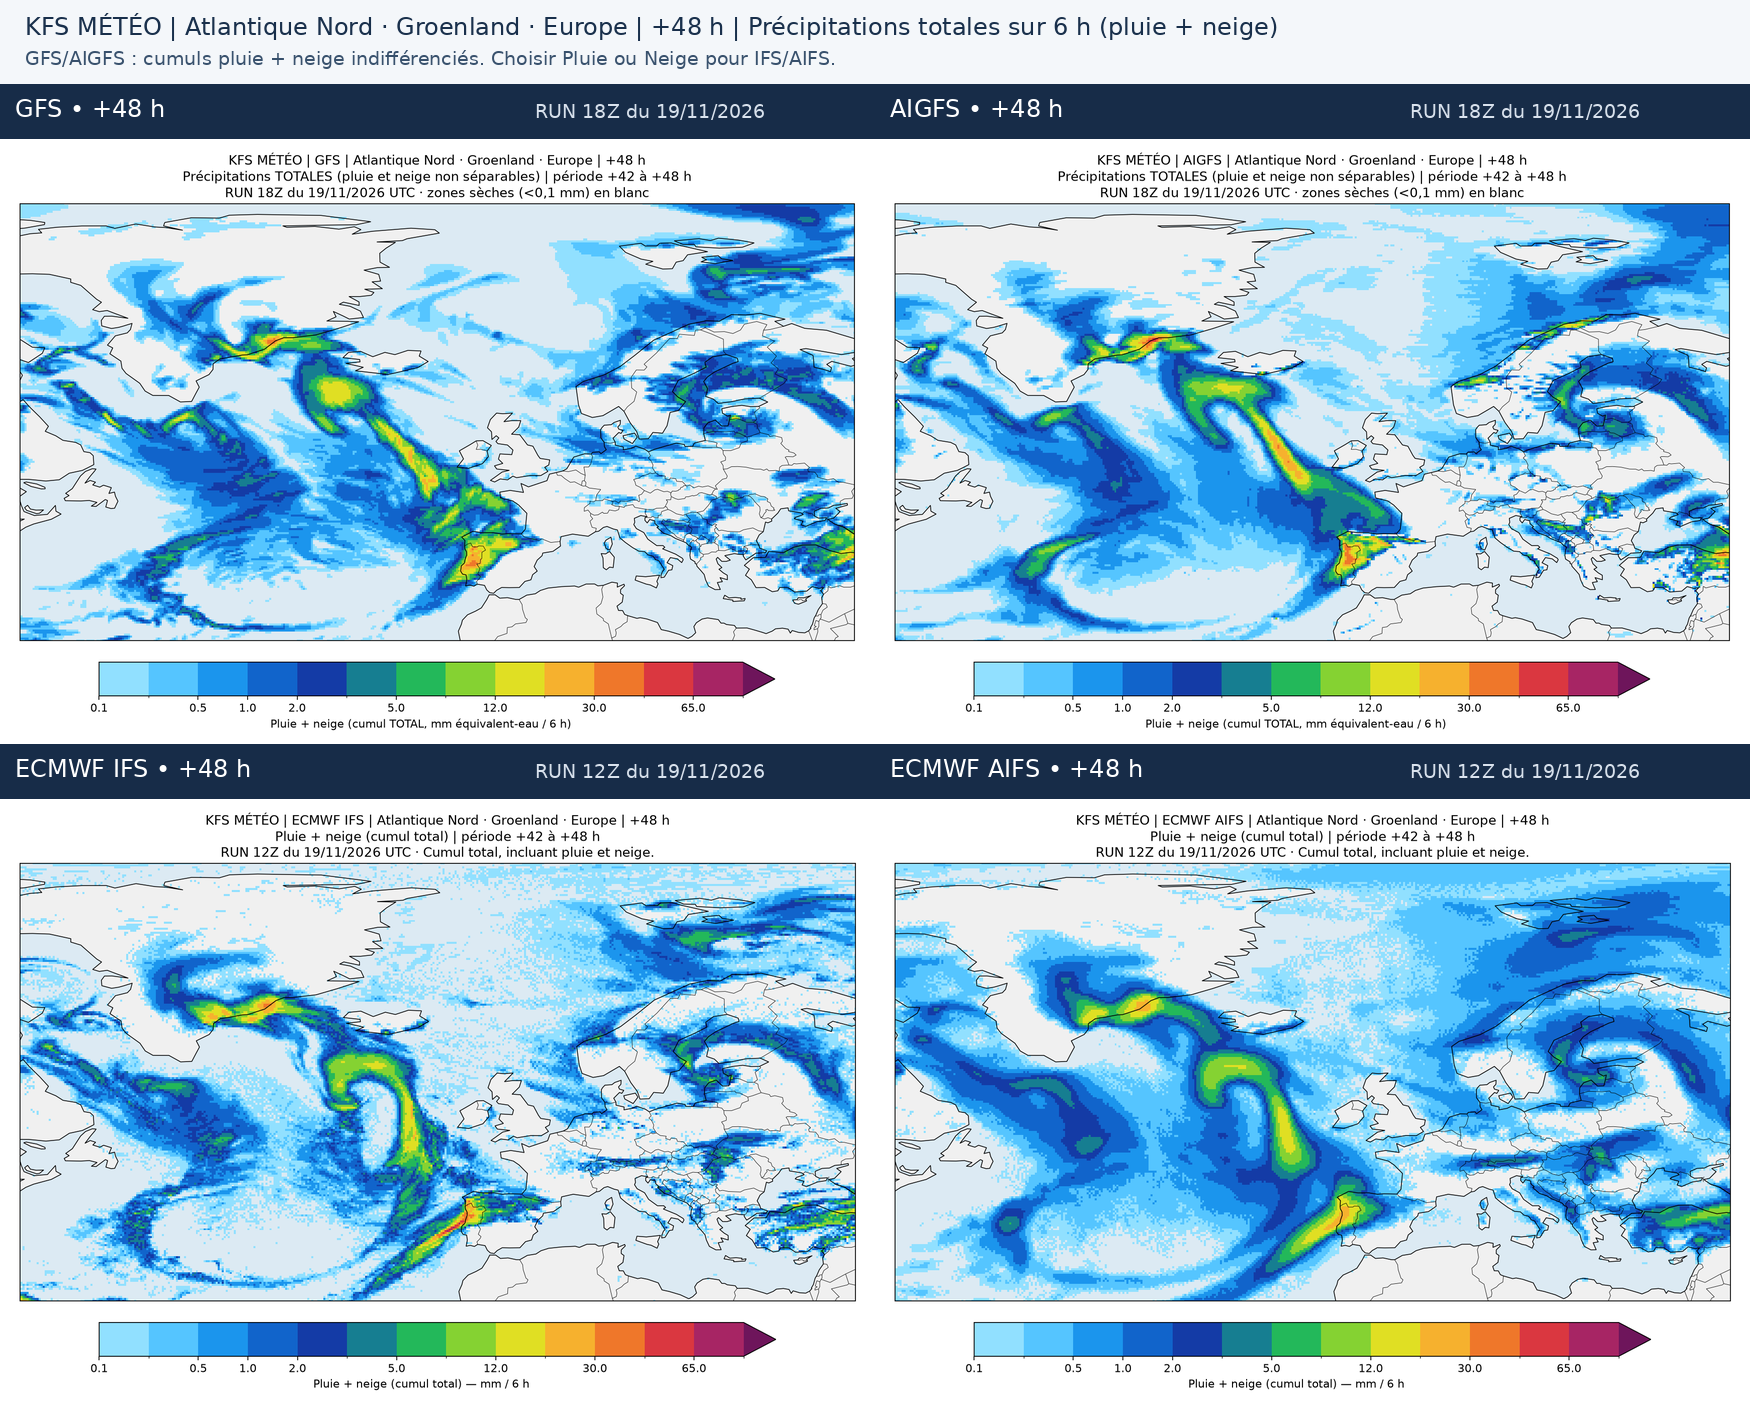 KFS MÉTÉO | Atlantique Nord · Groenland · Europe | +48 h | Précipitations totales sur 6 h (pluie + neige)
GFS/AIGFS : cumuls pluie + neige indifférenciés. Choisir Pluie ou Neige pour IFS/AIFS.
GFS • +48 h RUN 18Z du 19/11/2026
KFS MÉTÉO | GFS | Atlantique Nord · Groenland · Europe | +48 h
Précipitations TOTALES (pluie et neige non séparables) | période +42 à +48 h
RUN 18Z du 19/11/2026 UTC · zones sèches (<0,1 mm) en blanc
0.1 0.5 1.0 2.0 5.0 12.0 30.0 65.0
Pluie + neige (cumul TOTAL, mm équivalent-eau / 6 h)
AIGFS • +48 h RUN 18Z du 19/11/2026
KFS MÉTÉO | AIGFS | Atlantique Nord · Groenland · Europe | +48 h
Précipitations TOTALES (pluie et neige non séparables) | période +42 à +48 h
RUN 18Z du 19/11/2026 UTC · zones sèches (<0,1 mm) en blanc
0.1 0.5 1.0 2.0 5.0 12.0 30.0 65.0
Pluie + neige (cumul TOTAL, mm équivalent-eau / 6 h)
ECMWF IFS • +48 h RUN 12Z du 19/11/2026
KFS MÉTÉO | ECMWF IFS | Atlantique Nord · Groenland · Europe | +48 h
Pluie + neige (cumul total) | période +42 à +48 h
RUN 12Z du 19/11/2026 UTC · Cumul total, incluant pluie et neige.
0.1 0.5 1.0 2.0 5.0 12.0 30.0 65.0
Pluie + neige (cumul total) — mm / 6 h
ECMWF AIFS • +48 h RUN 12Z du 19/11/2026
KFS MÉTÉO | ECMWF AIFS | Atlantique Nord · Groenland · Europe | +48 h
Pluie + neige (cumul total) | période +42 à +48 h
RUN 12Z du 19/11/2026 UTC · Cumul total, incluant pluie et neige.
0.1 0.5 1.0 2.0 5.0 12.0 30.0 65.0
Pluie + neige (cumul total) — mm / 6 h